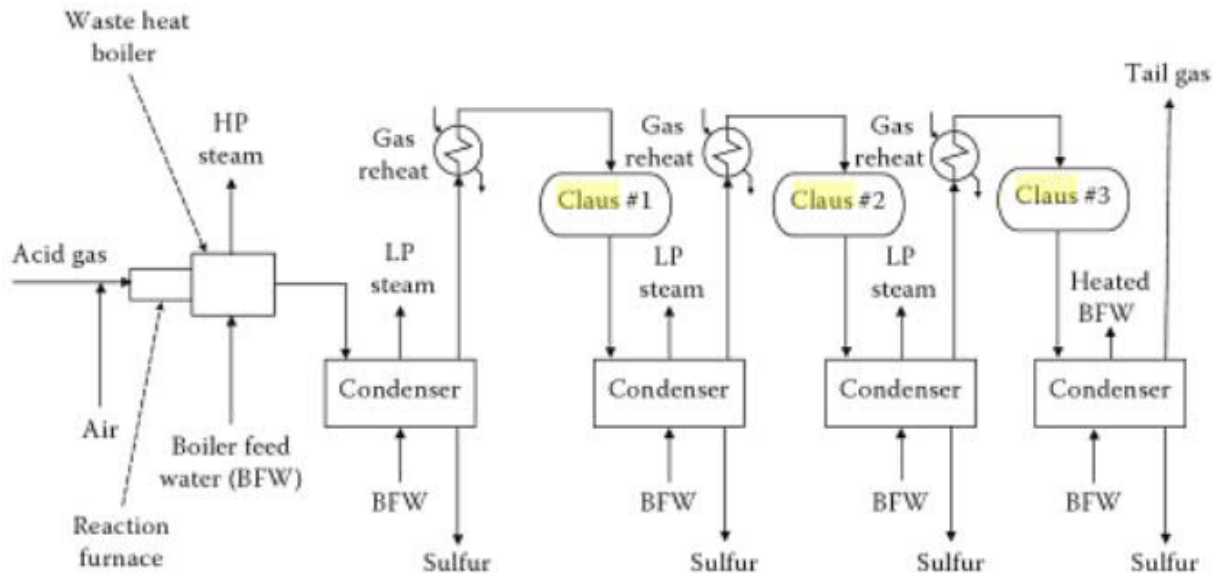 Waste heat
boiler
HP
steam
Acid gas
Air
Boiler feed
water (BFW)
Reaction
furnace
LP
steam
Condenser
BFW
Sulfur
Gas
reheat
Claus #1
LP
steam
Condenser
BFW
Sulfur
Gas
reheat
Claus #2
LP
steam
Condenser
BFW
Sulfur
Gas
reheat
Claus #3
Heated
BFW
Condenser
BFW
Sulfur
Tail gas